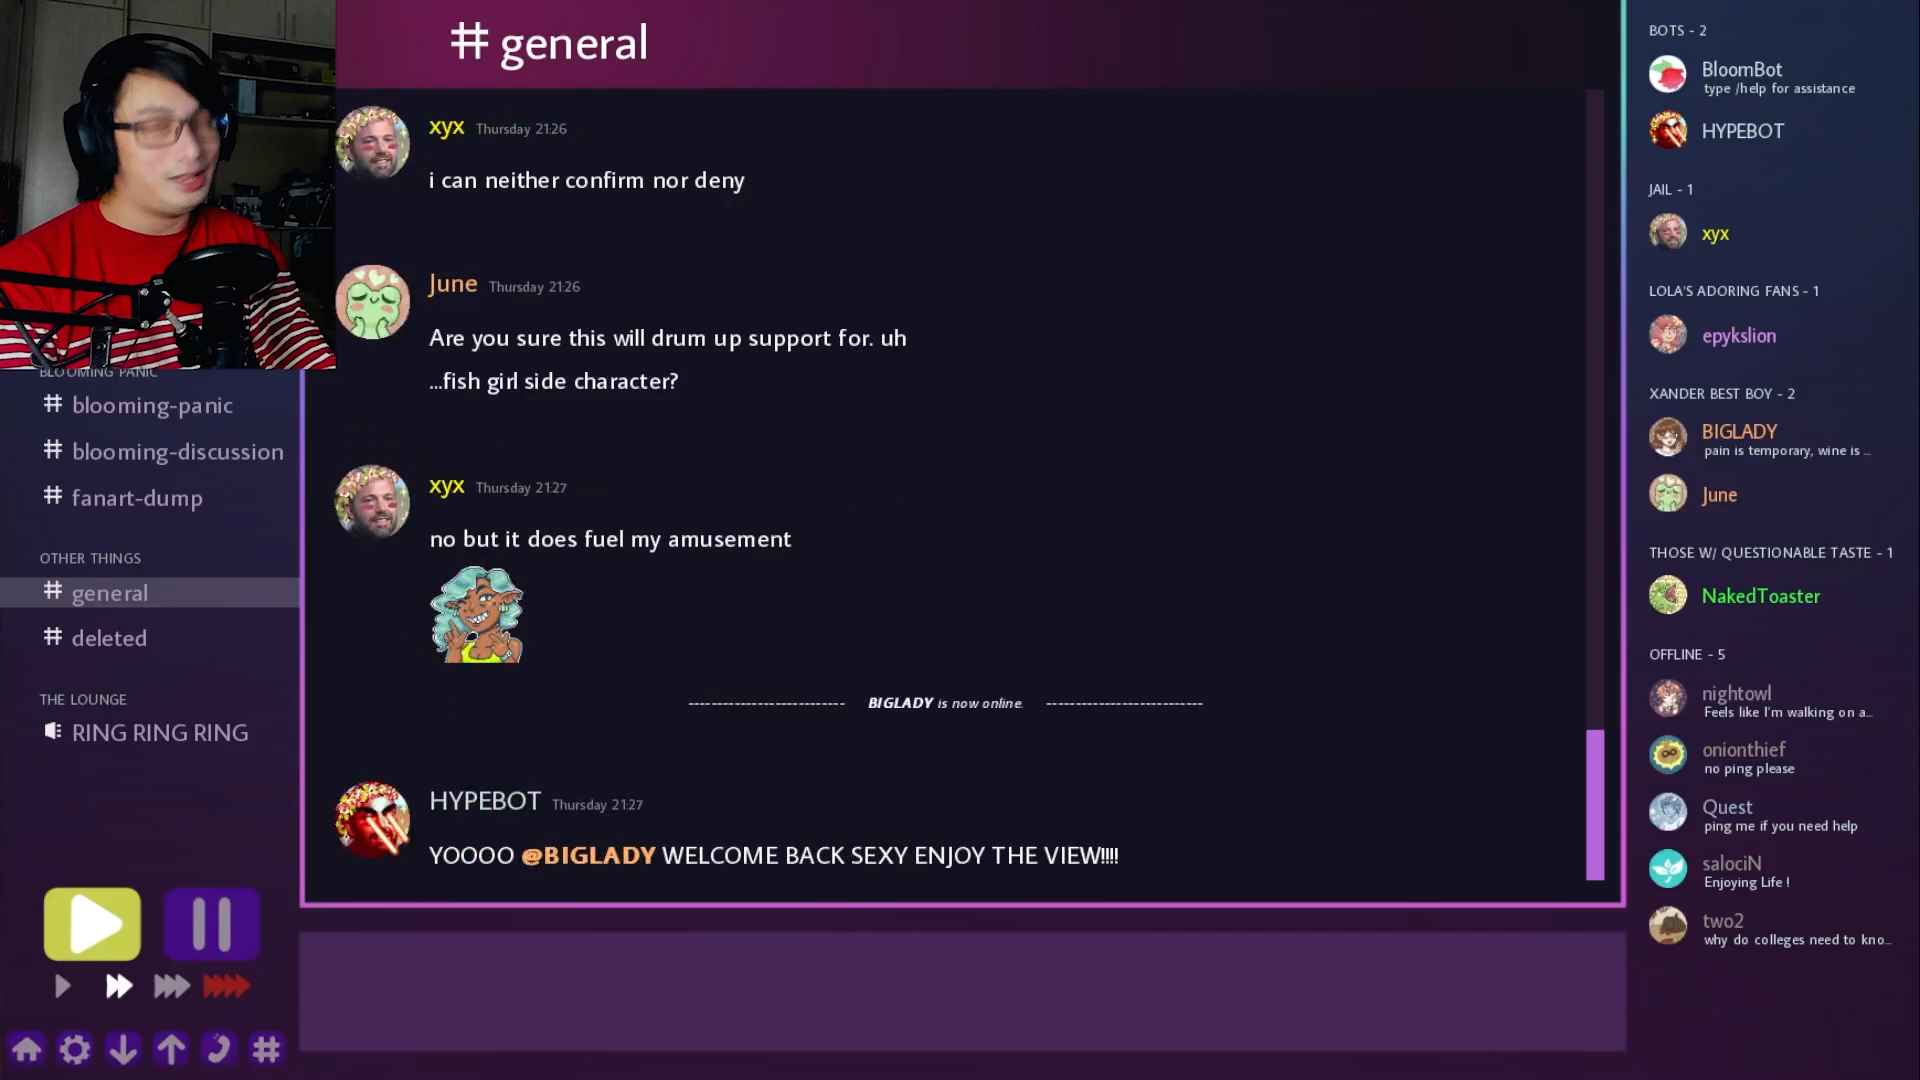 # general
xyx Thursday 21:26
i can neither confirm nor deny
June Thursday 21:26
Are you sure this will drum up support for. uh
...fish girl side character?
xyx Thursday 21:27
no but it does fuel my amusement
BIGLADY is now online.
HYPEBOT Thursday 21:27
YOOOO @BIGLADY WELCOME BACK SEXY ENJOY THE VIEW!!!!
BLOOMING PANIC
# blooming-panic
# blooming-discussion
# fanart-dump
OTHER THINGS
# general
# deleted
THE LOUNGE
RING RING RING
BOTS - 2
BloomBot
type /help for assistance
HYPEBOT
JAIL - 1
xyx
LOLA'S ADORING FANS - 1
epykslion
XANDER BEST BOY - 2
BIGLADY
pain is temporary, wine is ...
June
THOSE W/ QUESTIONABLE TASTE - 1
NakedToaster
OFFLINE - 5
nightowl
Feels like I'm walking on a...
onionthief
no ping please
Quest
ping me if you need help
salociN
Enjoying Life !
two2
why do colleges need to kno...